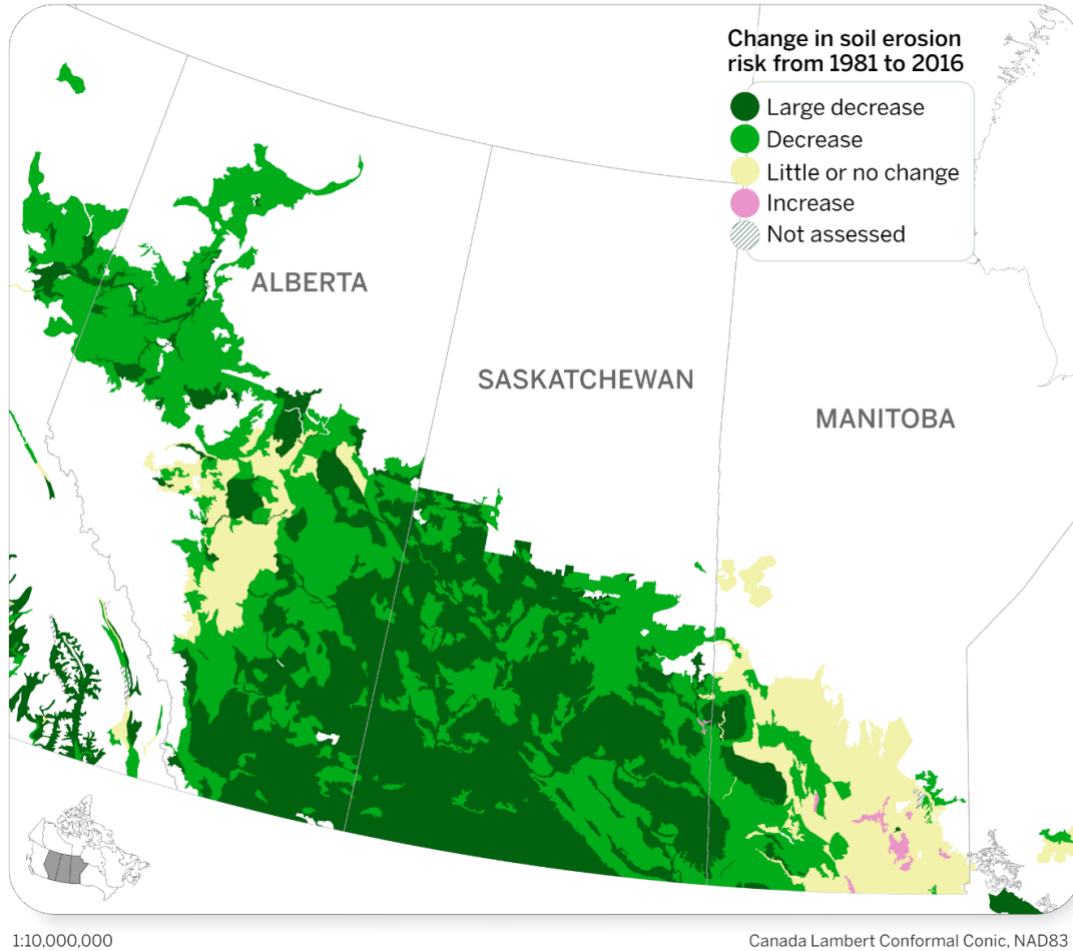 Change in soil erosion
risk from 1981 to 2016
Large decrease
Decrease
Little or no change
Increase
Not assessed
ALBERTA
SASKATCHEWAN
MANITOBA
1:10,000,000
Canada Lambert Conformal Conic, NAD83